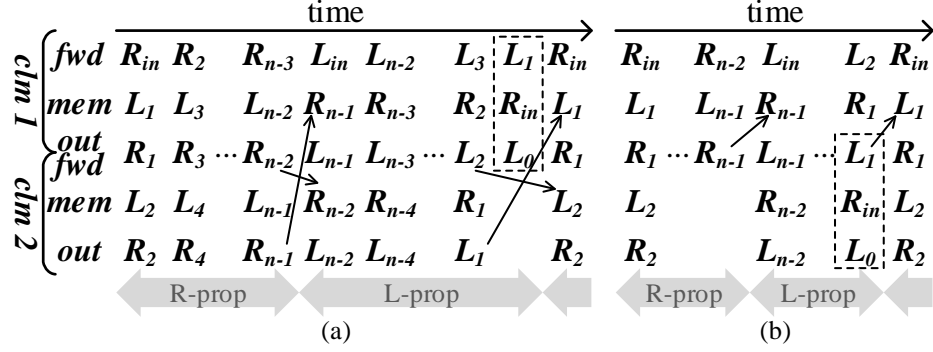 time time
clm 1 fwd R_in R_2 R_n-3 L_in L_n-2 L_3 L_1 R_in R_in R_n-2 L_in L_2 R_in
mem L_1 L_3 L_n-2 R_n-1 R_n-3 R_2 R_in L_1 L_1 L_n-1 R_n-1 R_1 L_1
out
fwd R_1 R_3 ... R_n-2 L_n-1 L_n-3 ... L_2 L_0 R_1 R_1 ... R_n-1 L_n-1 ... L_1 R_1
clm 2 mem L_2 L_4 L_n-1 R_n-2 R_n-4 R_1 L_2 L_2 R_n-2 R_in L_2
out R_2 R_4 R_n-1 L_n-2 L_n-4 L_1 R_2 R_2 L_n-2 L_0 R_2
R-prop L-prop R-prop L-prop
(a) (b)